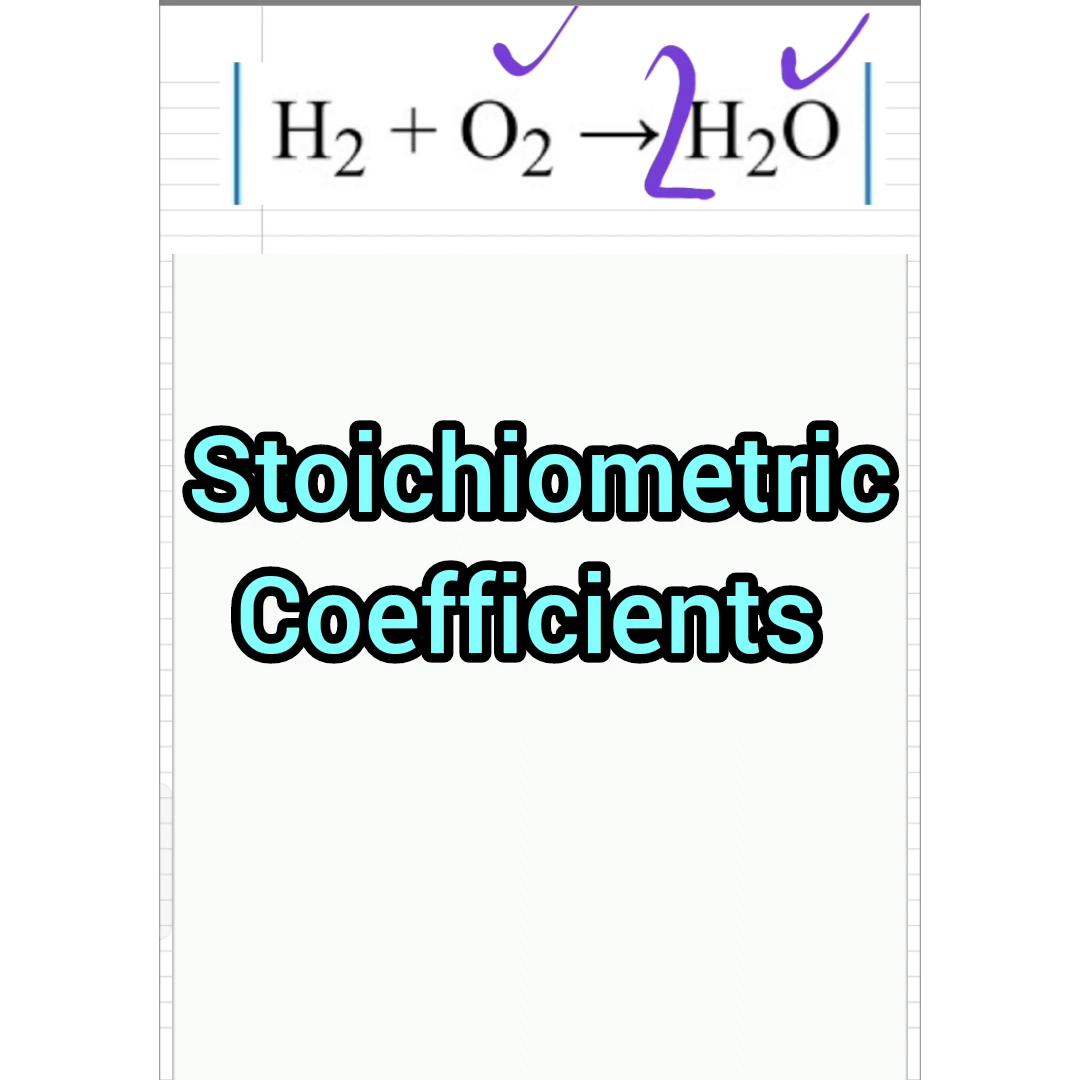 H₂ + O₂ → 2H₂O
Stoichiometric
Coefficients